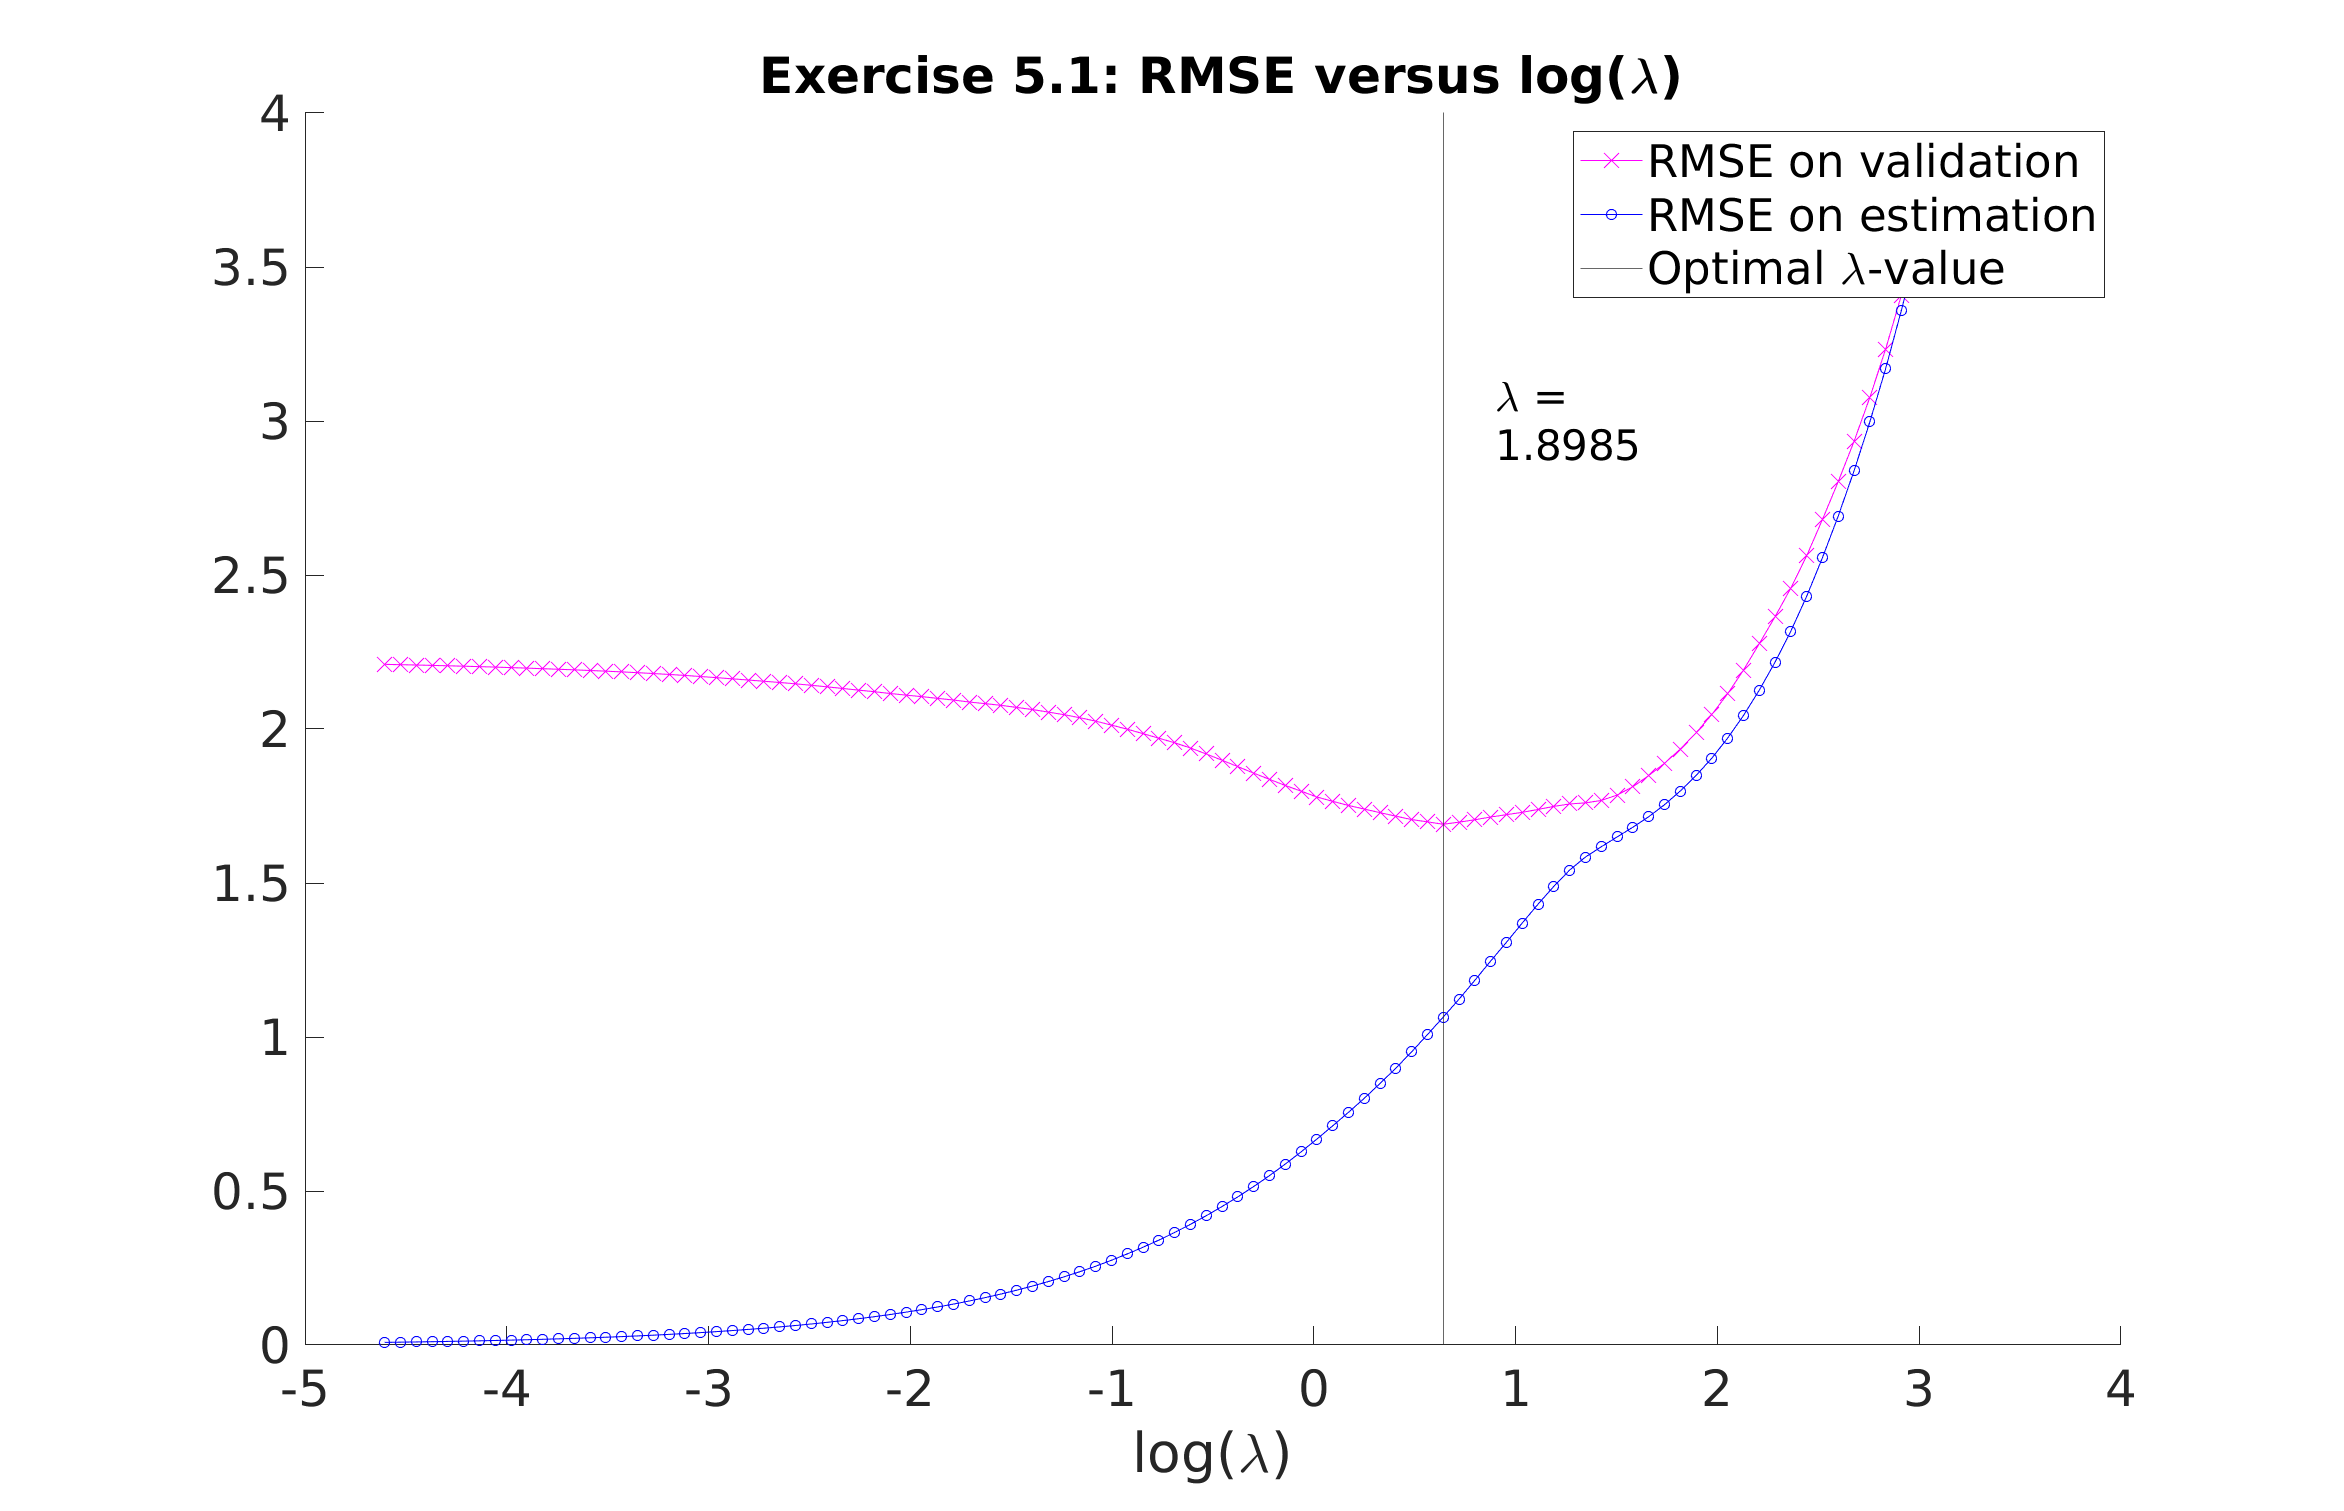 Exercise 5.1: RMSE versus log(λ)
4
3.5
3
2.5
2
1.5
1
0.5
0
RMSE on validation
RMSE on estimation
Optimal λ-value
λ =
1.8985
-5 -4 -3 -2 -1 0 1 2 3 4
log(λ)